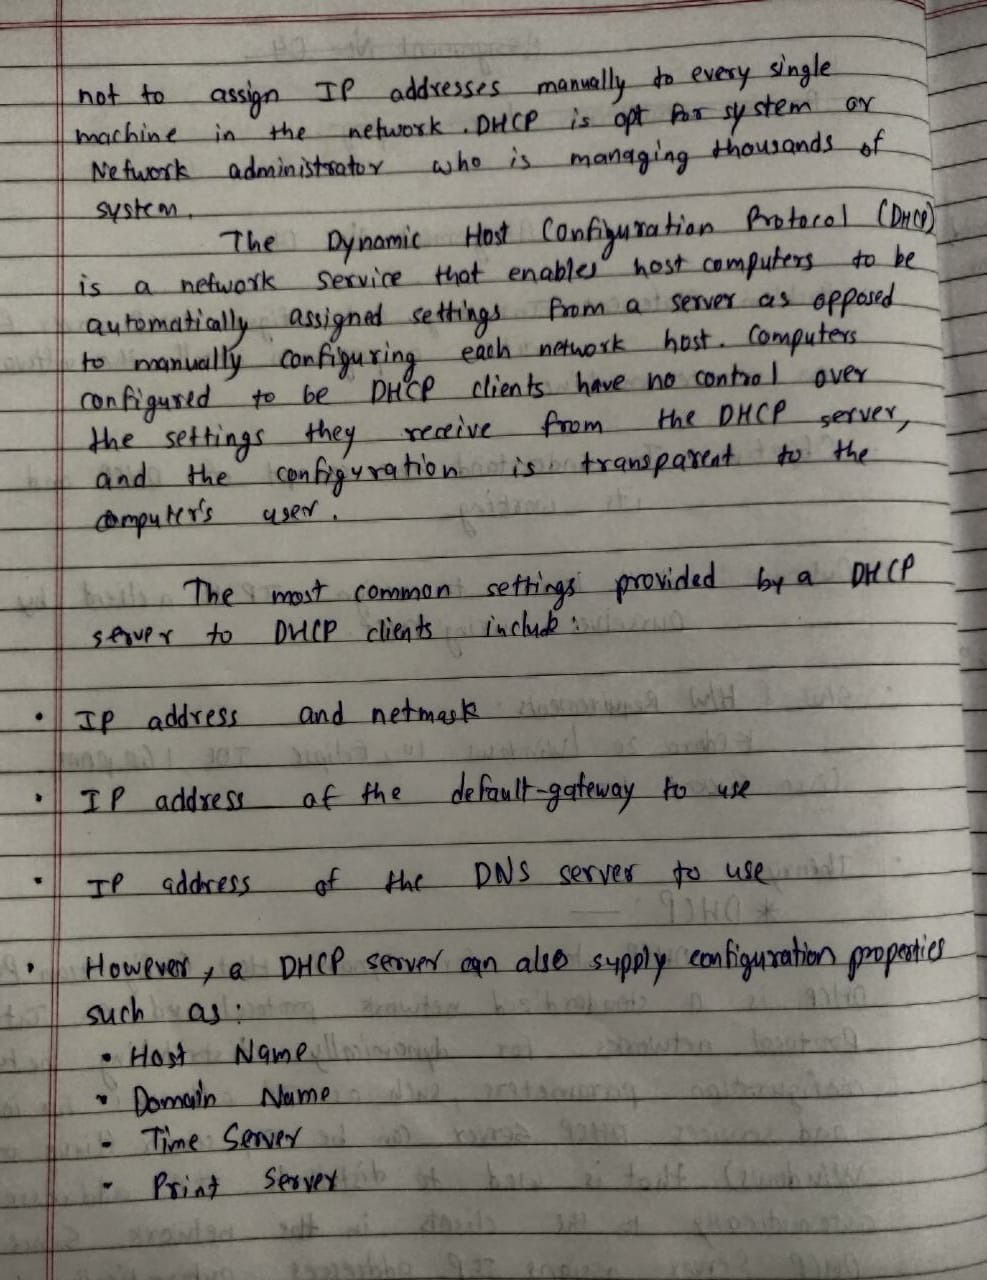 not to assign IP addresses manually to every single
machine in the network. DHCP is opt for system or
Network administrator who is managing thousands of
system.
The Dynamic Host Configuration Protocol (DHCP)
is a network service that enables host computers to be
automatically assigned settings from a server as opposed
to manually configuring each network host. Computers
configured to be DHCP clients have no control over
the settings they receive from the DHCP server,
and the configuration is transparent to the
computer's user.
The most common settings provided by a DHCP
server to DHCP clients include:
• IP address and netmask
• IP address of the default-gateway to use
• IP address of the DNS server to use
• However, a DHCP server can also supply configuration properties
such as:
• Host Name
• Domain Name
• Time Server
• Print Server